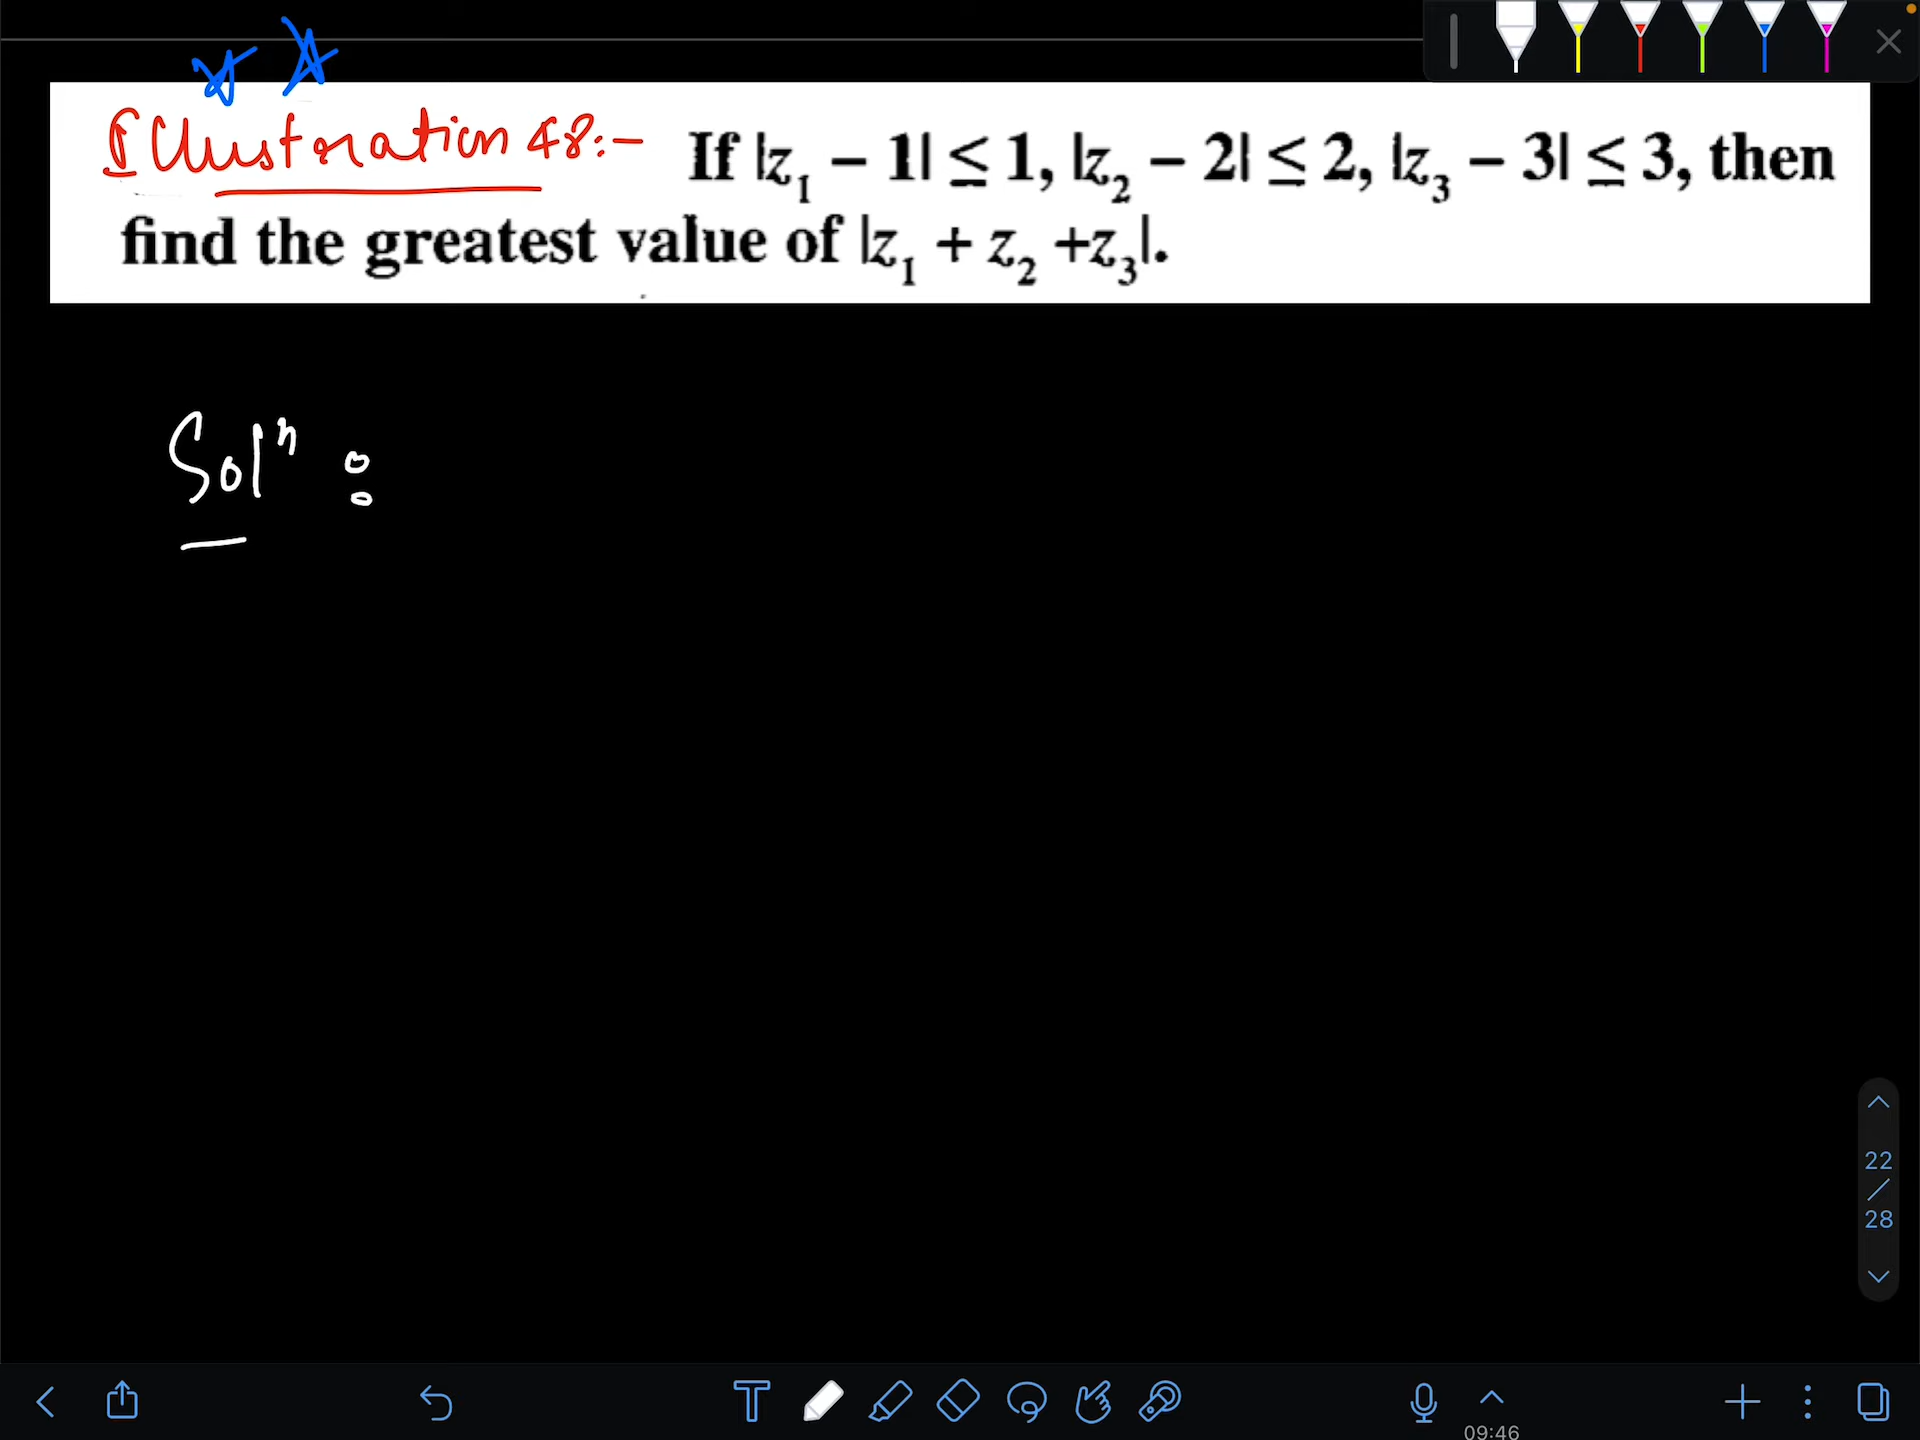 Illustration 48:- If |z₁ – 1| ≤ 1, |z₂ – 2| ≤ 2, |z₃ – 3| ≤ 3, then
find the greatest value of |z₁ + z₂ +z₃|.
Solⁿ :
22
/
28
T
09:46